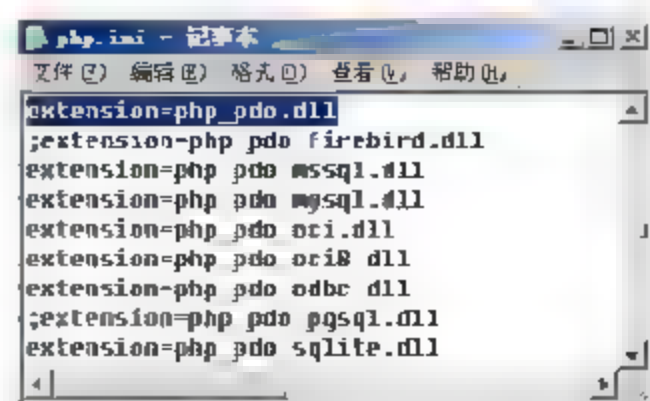 php.ini - 记事本
文件(F) 编辑(E) 格式(O) 查看(V) 帮助(H)
extension=php_pdo.dll
;extension=php_pdo_firebird.dll
extension=php_pdo_mssql.dll
extension=php_pdo_mysql.dll
extension=php_pdo_oci.dll
extension=php_pdo_oci8.dll
extension=php_pdo_odbc.dll
;extension=php_pdo_pgsql.dll
extension=php_pdo_sqlite.dll